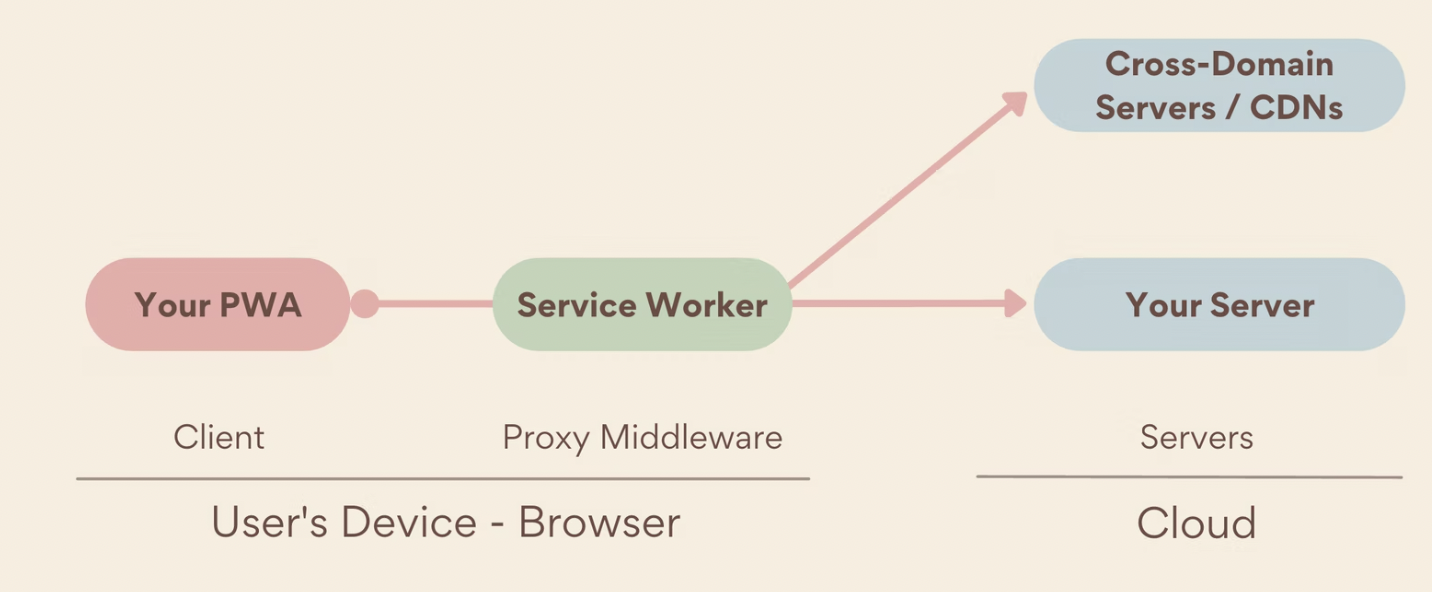 Cross-Domain
Servers / CDNs
Your PWA
Service Worker
Your Server
Client
Proxy Middleware
Servers
User's Device - Browser
Cloud